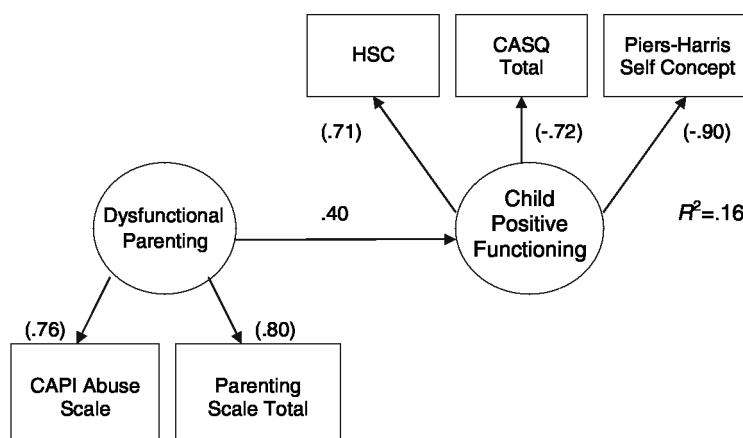 HSC
CASQ
Total
Piers-Harris
Self Concept
(.71)
(-.72)
(-.90)
Dysfunctional
Parenting
.40
Child
Positive
Functioning
R²=.16
(.76)
(.80)
CAPI Abuse
Scale
Parenting
Scale Total